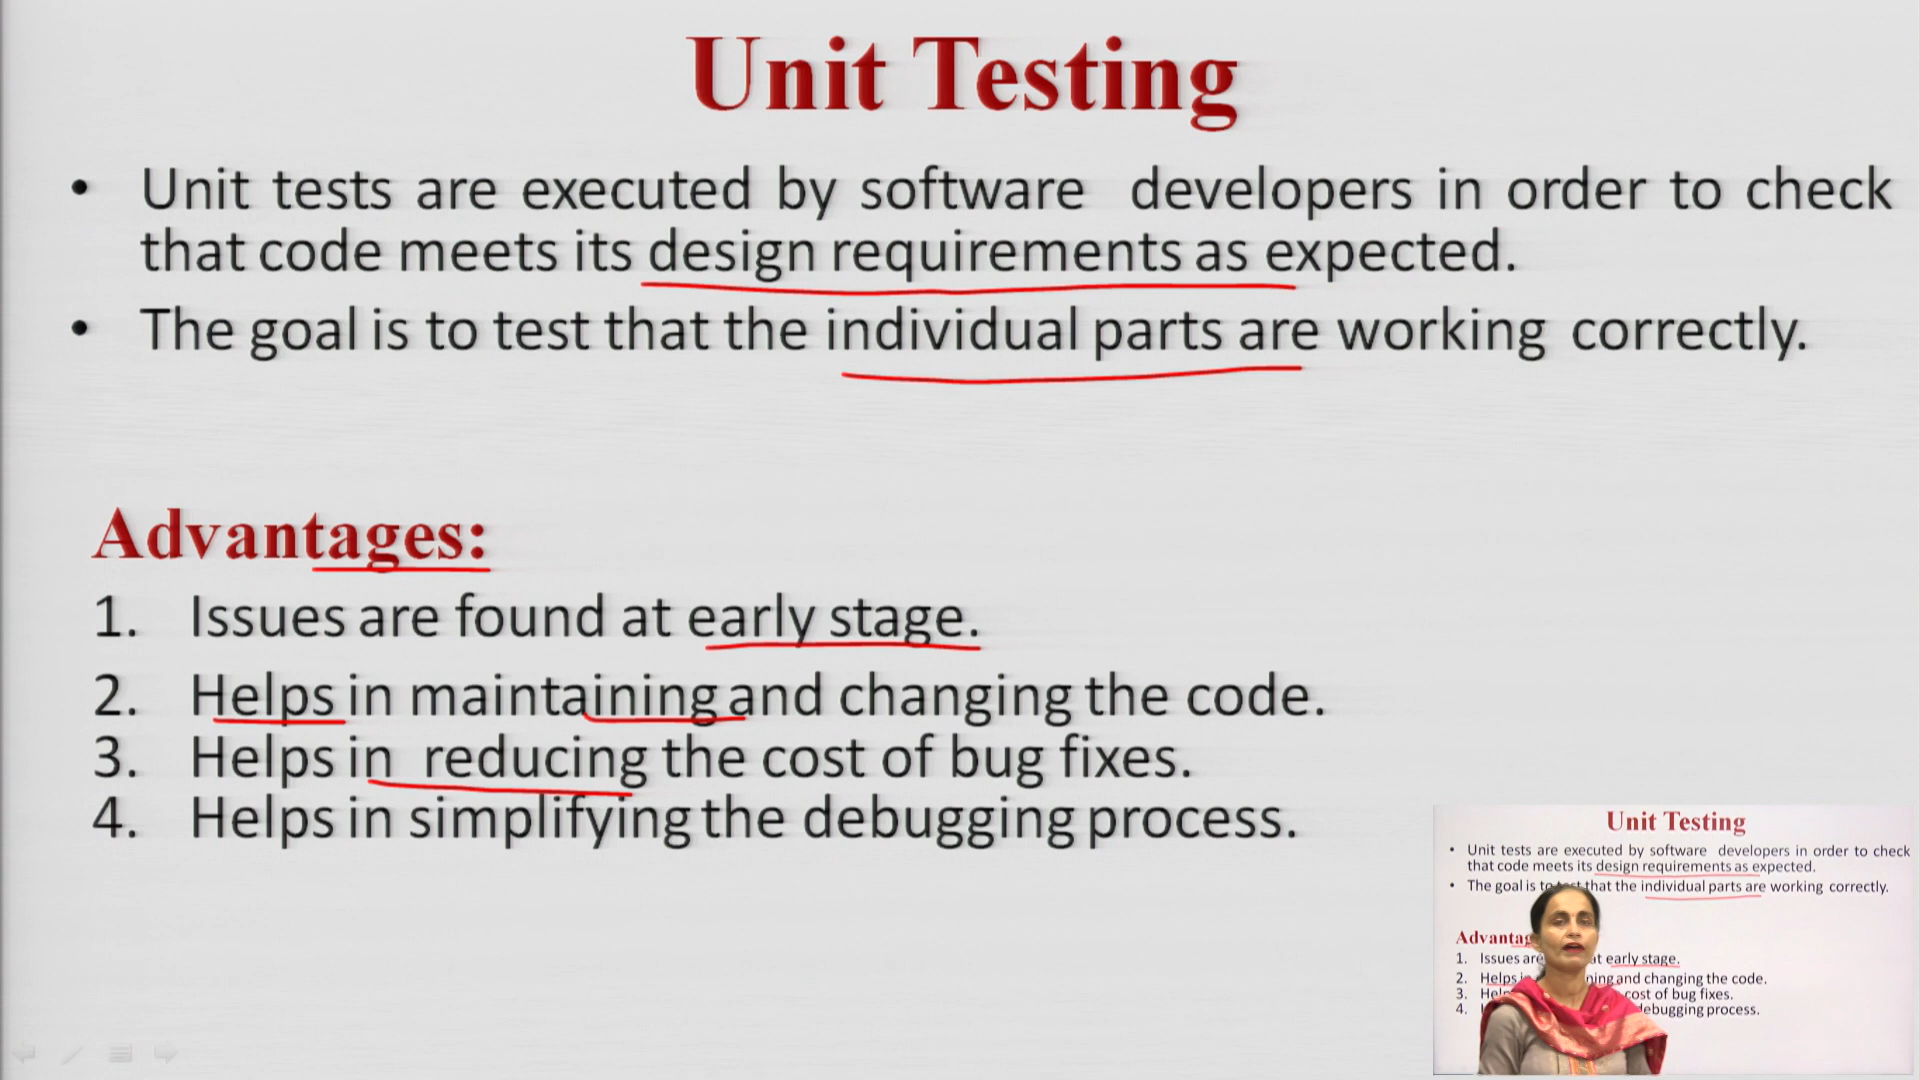 Unit Testing
• Unit tests are executed by software developers in order to check
that code meets its design requirements as expected.
• The goal is to test that the individual parts are working correctly.
Advantages:
1. Issues are found at early stage.
2. Helps in maintaining and changing the code.
3. Helps in reducing the cost of bug fixes.
4. Helps in simplifying the debugging process.
Unit Testing
• Unit tests are executed by software developers in order to check
that code meets its design requirements as expected.
• The goal is to that the individual parts are working correctly.
1. Issues are at early stage.
2. Helps and changing the code.
3. cost of bug fixes.
4. process.